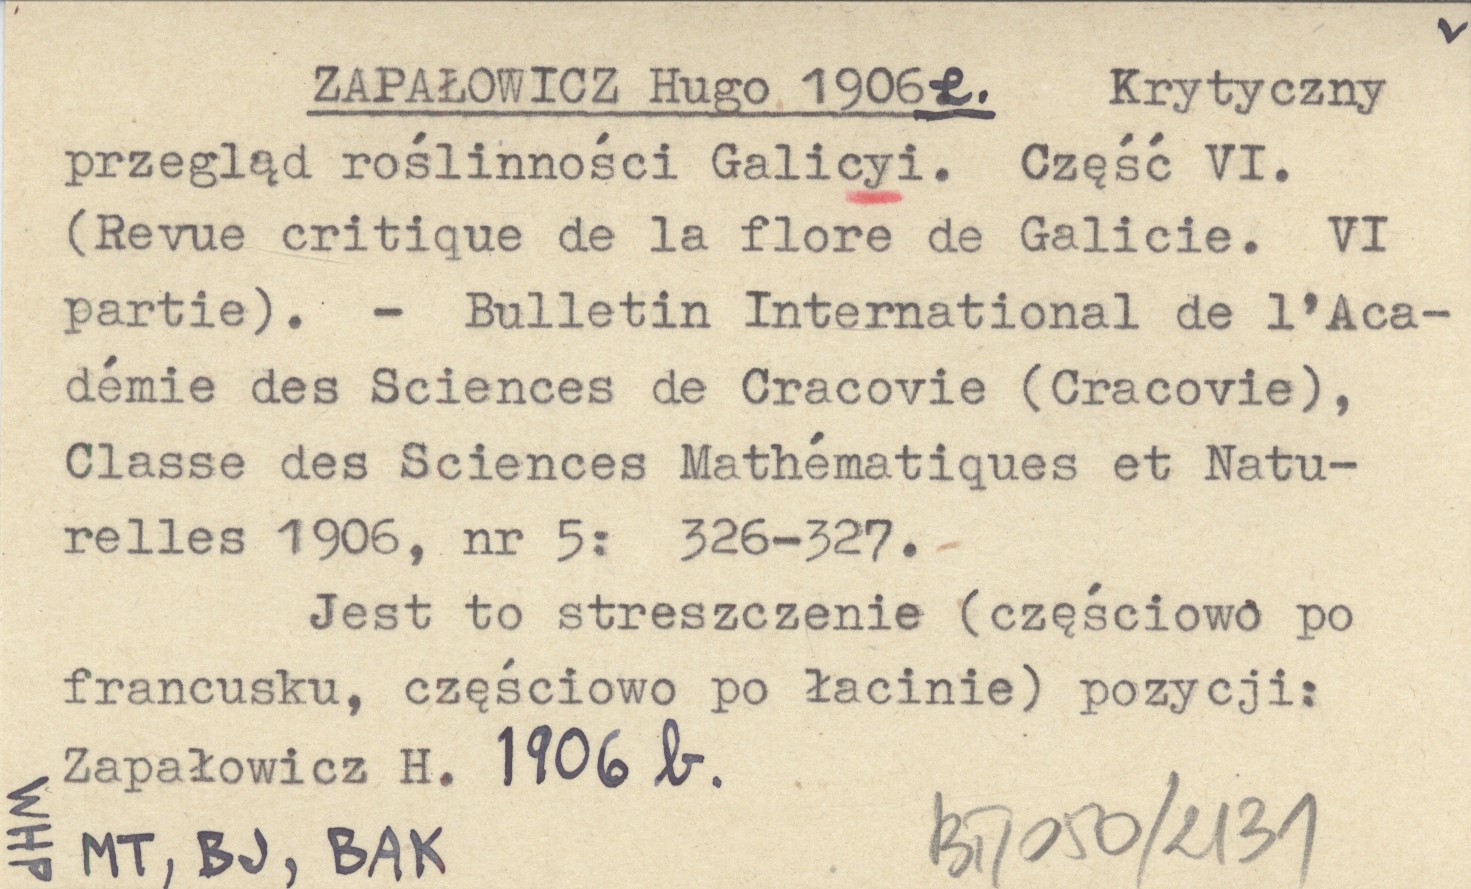 ZAPAŁOWICZ Hugo 1906e. Krytyczny
przegląd roślinności Galicyi. Część VI.
(Revue critique de la flore de Galicie. VI
partie). - Bulletin International de l'Aca-
démie des Sciences de Cracovie (Cracovie),
Classe des Sciences Mathématiques et Natu-
relles 1906, nr 5: 326-327.
Jest to streszczenie (częściowo po
francusku, częściowo po łacinie) pozycji:
Zapałowicz H. 1906 b.
WHP
MT, BJ, BAK
050/2131